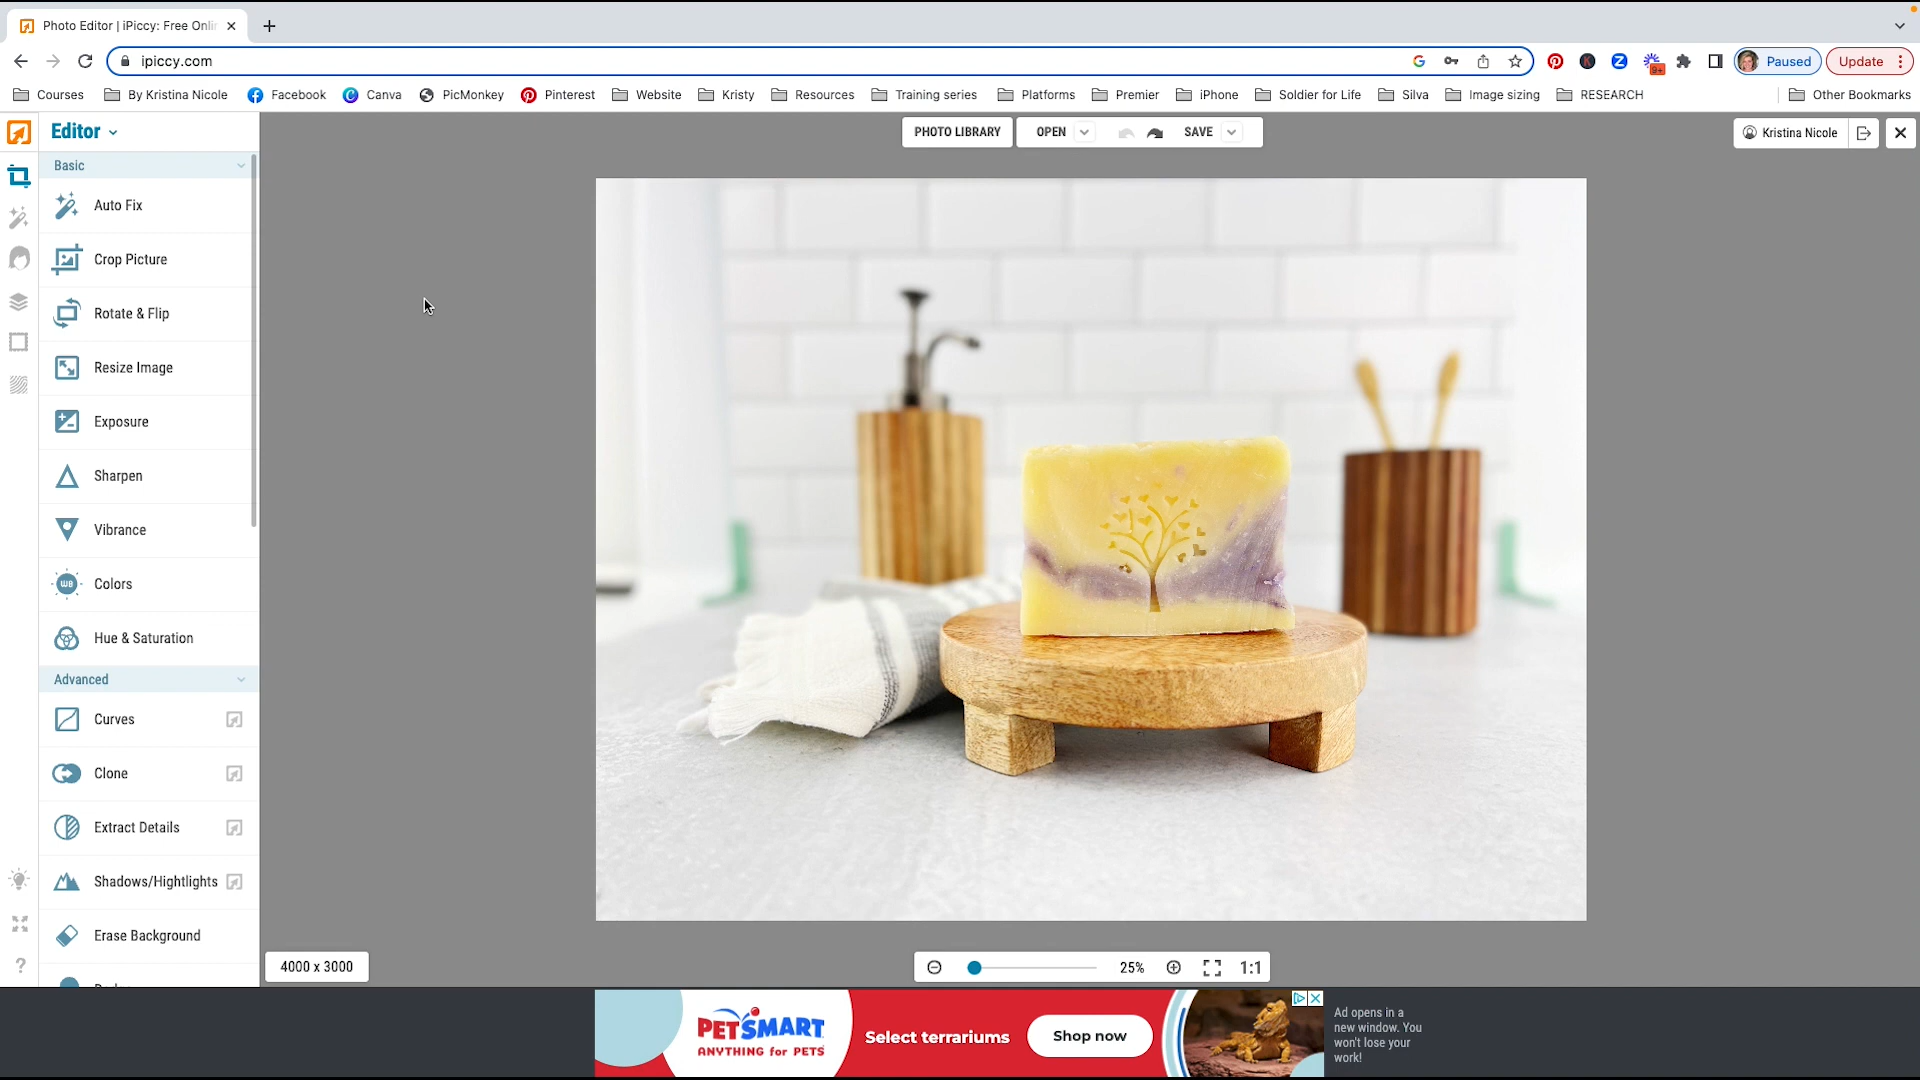 Photo Editor | iPiccy: Free Onlin
ipiccy.com
9+
Paused
Update
Courses
By Kristina Nicole
Facebook
Canva
PicMonkey
Pinterest
Website
Kristy
Resources
Training series
Platforms
Premier
iPhone
Soldier for Life
Silva
Image sizing
RESEARCH
Other Bookmarks
Editor
PHOTO LIBRARY
OPEN
SAVE
Kristina Nicole
Basic
Auto Fix
Crop Picture
Rotate & Flip
Resize Image
Exposure
Sharpen
Vibrance
WB
Colors
Hue & Saturation
Advanced
Curves
Clone
Extract Details
Shadows/Hightlights
Erase Background
4000 x 3000
25%
1:1
PETSMART
ANYTHING for PETS
Select terrariums
Shop now
Ad opens in a
new window. You
won't lose your
work!